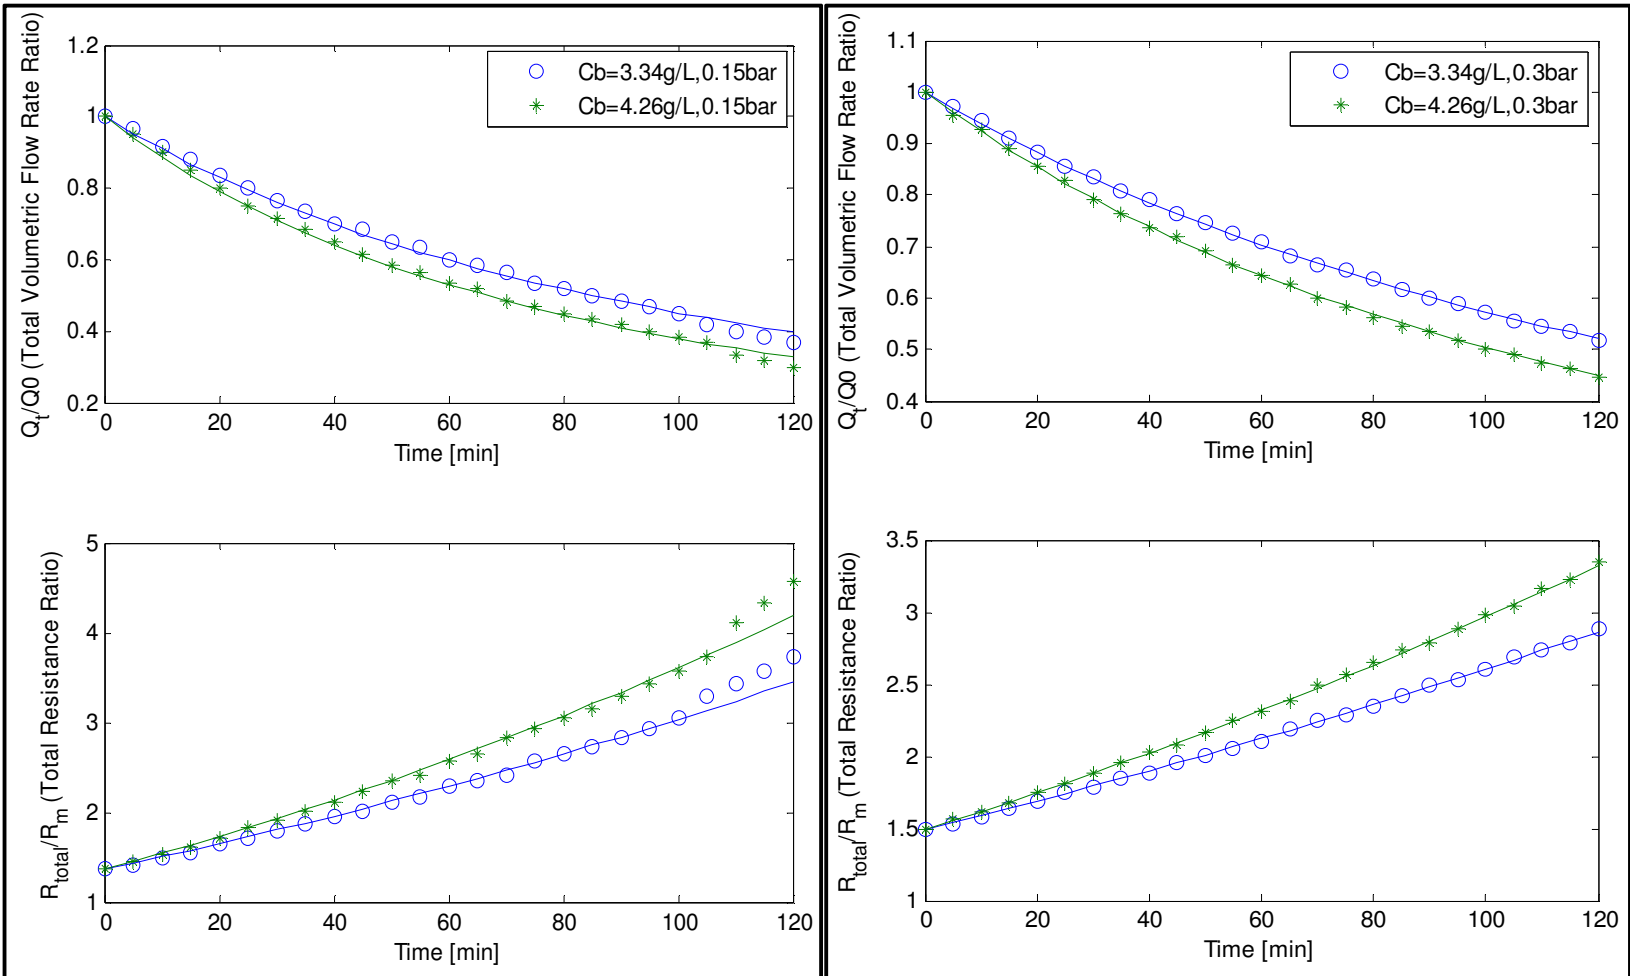 Q_t/Q0 (Total Volumetric Flow Rate Ratio)
1.2
1
0.8
0.6
0.4
0.2
0 20 40 60 80 100 120
Time [min]
Cb=3.34g/L,0.15bar
Cb=4.26g/L,0.15bar
Q_t/Q0 (Total Volumetric Flow Rate Ratio)
1.1
1
0.9
0.8
0.7
0.6
0.5
0.4
0 20 40 60 80 100 120
Time [min]
Cb=3.34g/L,0.3bar
Cb=4.26g/L,0.3bar
R_total/R_m (Total Resistance Ratio)
5
4
3
2
1
0 20 40 60 80 100 120
Time [min]
R_total/R_m (Total Resistance Ratio)
3.5
3
2.5
2
1.5
1
0 20 40 60 80 100 120
Time [min]